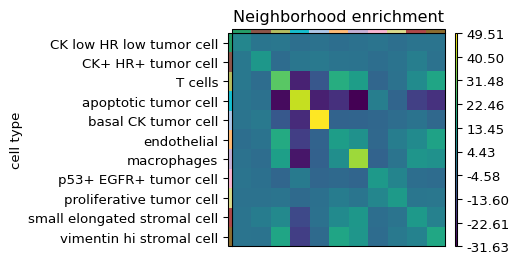 Neighborhood enrichment
cell type
CK low HR low tumor cell
CK+ HR+ tumor cell
T cells
apoptotic tumor cell
basal CK tumor cell
endothelial
macrophages
p53+ EGFR+ tumor cell
proliferative tumor cell
small elongated stromal cell
vimentin hi stromal cell
49.51
40.50
31.48
22.46
13.45
4.43
-4.58
-13.60
-22.61
-31.63